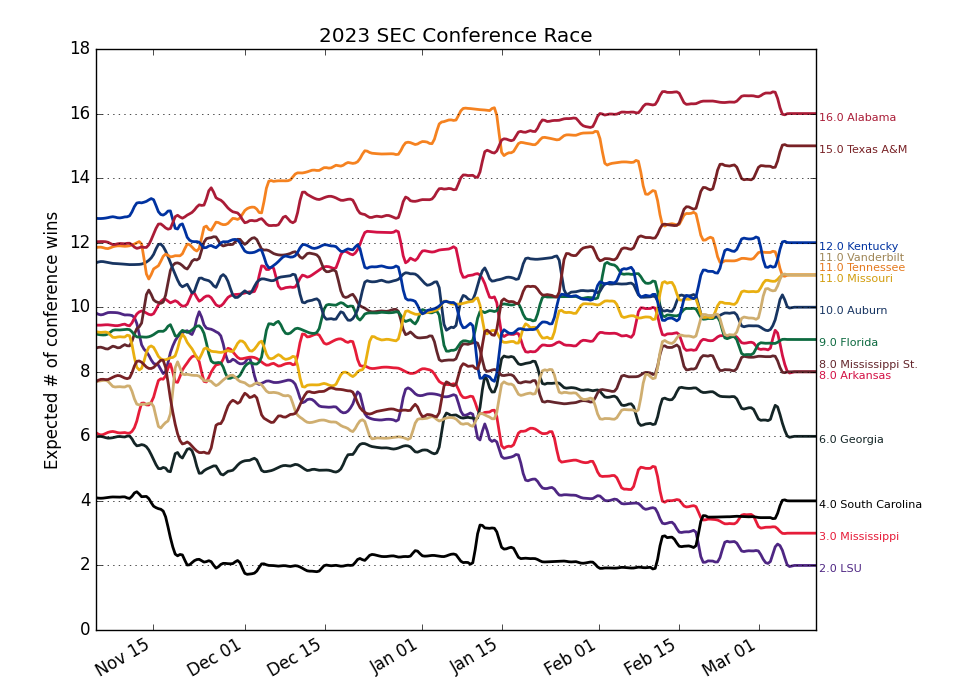 2023 SEC Conference Race
Expected # of conference wins
18
16
14
12
10
8
6
4
2
0
16.0 Alabama
15.0 Texas A&M
12.0 Kentucky
11.0 Vanderbilt
11.0 Tennessee
11.0 Missouri
10.0 Auburn
9.0 Florida
8.0 Mississippi St.
8.0 Arkansas
6.0 Georgia
4.0 South Carolina
3.0 Mississippi
2.0 LSU
Nov 15
Dec 01
Dec 15
Jan 01
Jan 15
Feb 01
Feb 15
Mar 01